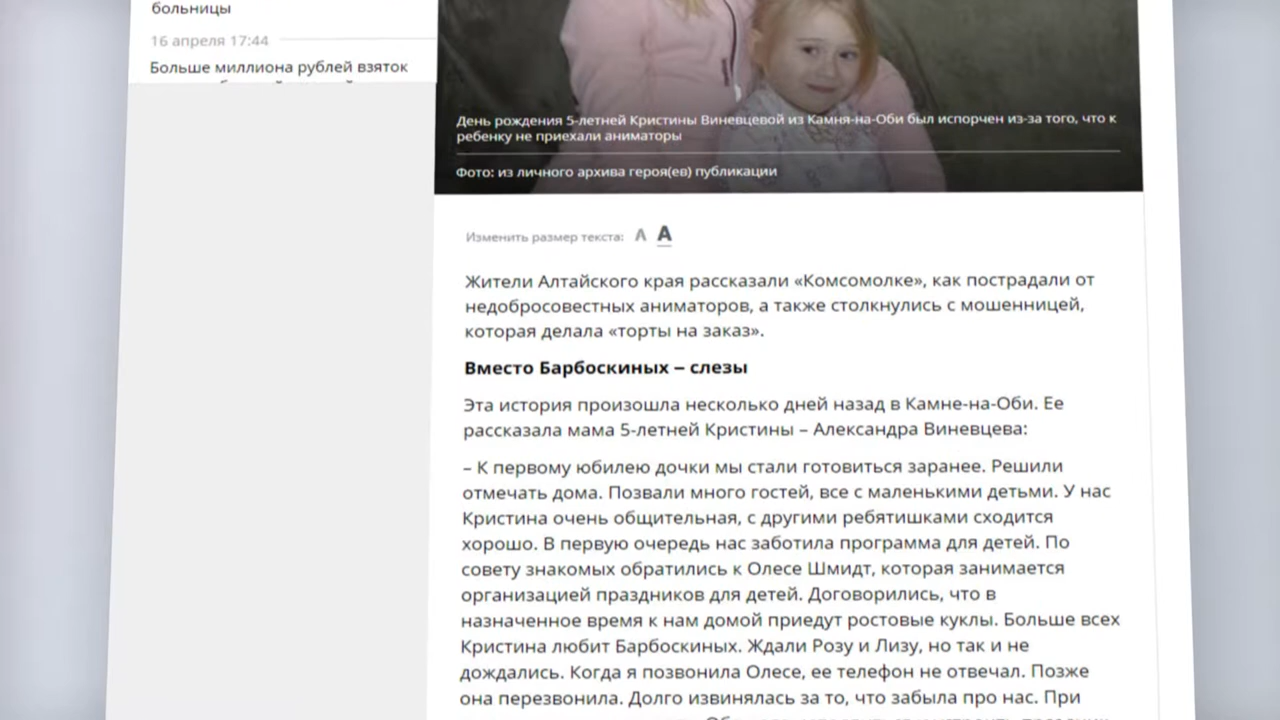 больницы
16 апреля 17:44
Больше миллиона рублей взяток
День рождения 5-летней Кристины Виневцевой из Камня-на-Оби был испорчен из-за того, что к
ребенку не приехали аниматоры
Фото: из личного архива героя(ев) публикации
Изменить размер текста: A A
Жители Алтайского края рассказали «Комсомолке», как пострадали от
недобросовестных аниматоров, а также столкнулись с мошенницей,
которая делала «торты на заказ».
Вместо Барбоскиных – слезы
Эта история произошла несколько дней назад в Камне-на-Оби. Ее
рассказала мама 5-летней Кристины – Александра Виневцева:
– К первому юбилею дочки мы стали готовиться заранее. Решили
отмечать дома. Позвали много гостей, все с маленькими детьми. У нас
Кристина очень общительная, с другими ребятишками сходится
хорошо. В первую очередь нас заботила программа для детей. По
совету знакомых обратились к Олесе Шмидт, которая занимается
организацией праздников для детей. Договорились, что в
назначенное время к нам домой приедут ростовые куклы. Больше всех
Кристина любит Барбоскиных. Ждали Розу и Лизу, но так и не
дождались. Когда я позвонила Олесе, ее телефон не отвечал. Позже
она перезвонила. Долго извинялась за то, что забыла про нас. При